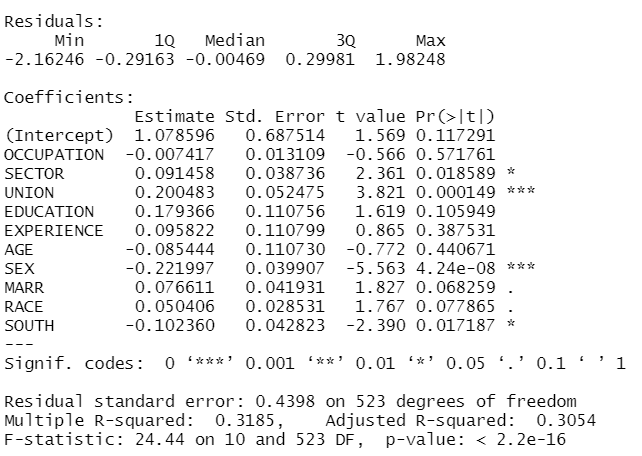 Residuals:
     Min       1Q   Median       3Q      Max
-2.16246 -0.29163 -0.00469  0.29981  1.98248
Coefficients:
             Estimate Std. Error t value Pr(>|t|)
(Intercept)  1.078596   0.687514   1.569 0.117291
OCCUPATION  -0.007417   0.013109  -0.566 0.571761
SECTOR       0.091458   0.038736   2.361 0.018589 *
UNION        0.200483   0.052475   3.821 0.000149 ***
EDUCATION    0.179366   0.110756   1.619 0.105949
EXPERIENCE   0.095822   0.110799   0.865 0.387531
AGE         -0.085444   0.110730  -0.772 0.440671
SEX         -0.221997   0.039907  -5.563 4.24e-08 ***
MARR         0.076611   0.041931   1.827 0.068259 .
RACE         0.050406   0.028531   1.767 0.077865 .
SOUTH       -0.102360   0.042823  -2.390 0.017187 *
---
Signif. codes:  0 ‘***’ 0.001 ‘**’ 0.01 ‘*’ 0.05 ‘.’ 0.1 ‘ ’ 1
Residual standard error: 0.4398 on 523 degrees of freedom
Multiple R-squared:  0.3185,    Adjusted R-squared:  0.3054
F-statistic: 24.44 on 10 and 523 DF,  p-value: < 2.2e-16